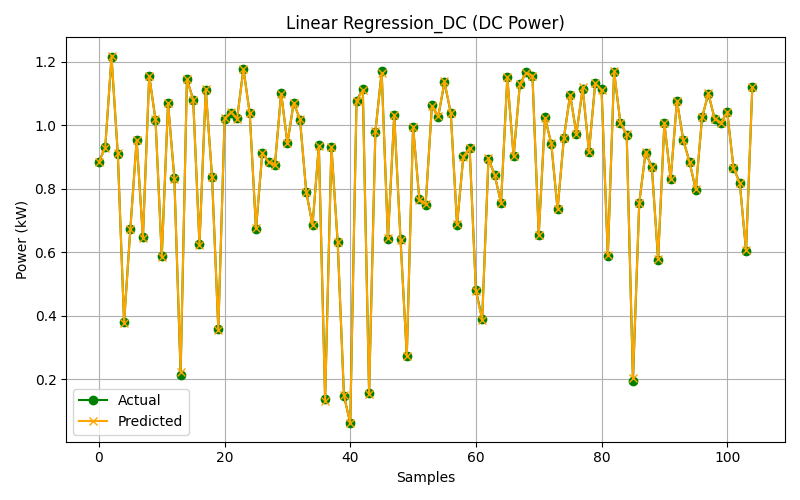 Linear Regression_DC (DC Power)
1.2
1.0
0.8
0.6
0.4
0.2
Power (kW)
Actual
Predicted
0 20 40 60 80 100
Samples